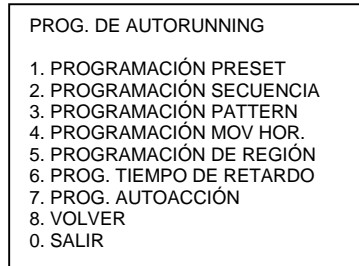 PROG. DE AUTORUNNING
1. PROGRAMACIÓN PRESET
2. PROGRAMACIÓN SECUENCIA
3. PROGRAMACIÓN PATTERN
4. PROGRAMACIÓN MOV HOR.
5. PROGRAMACIÓN DE REGIÓN
6. PROG. TIEMPO DE RETARDO
7. PROG. AUTOACCIÓN
8. VOLVER
0. SALIR